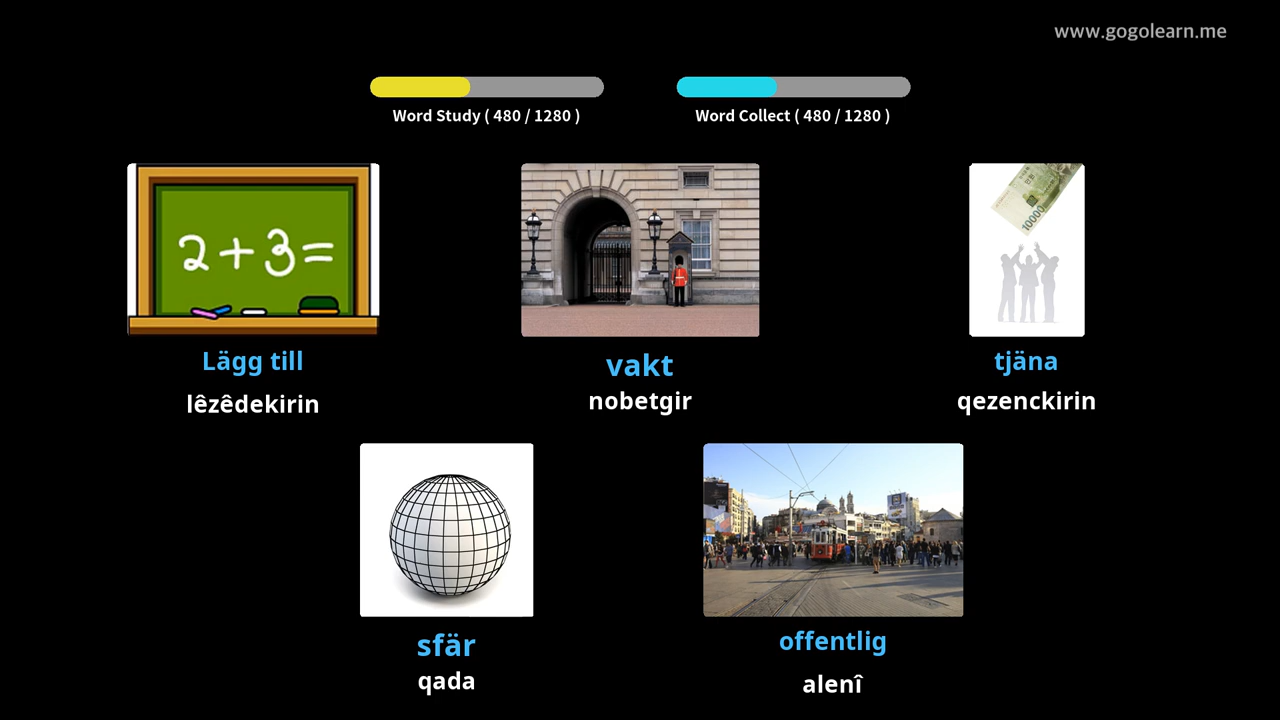 www.gogolearn.me
Word Study ( 480 / 1280 )
Word Collect ( 480 / 1280 )
2+3=
10000
Lägg till
vakt
tjäna
lêzêdekirin
nobetgir
qezenckirin
sfär
offentlig
qada
alenî